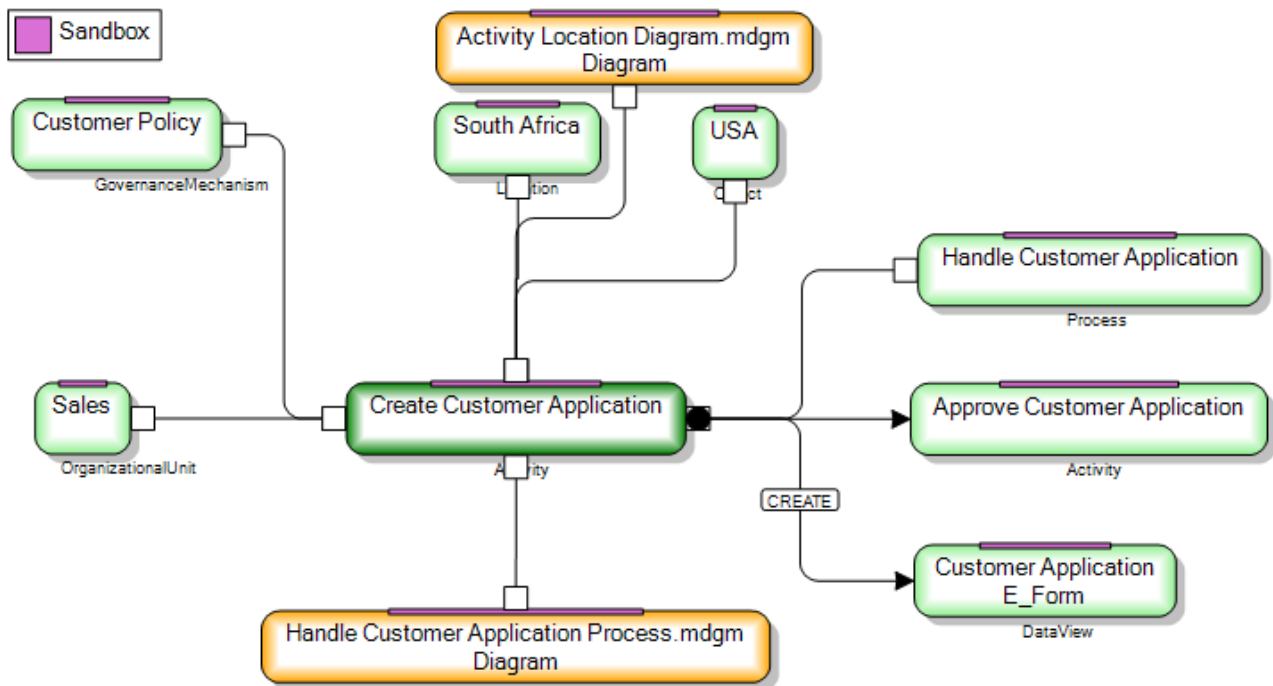 Sandbox
Activity Location Diagram.mdgm
Diagram
Customer Policy
GovernanceMechanism
South Africa
USA
Handle Customer Application
Process
Sales
OrganizationalUnit
Create Customer Application
Approve Customer Application
Activity
CREATE
Customer Application
E_Form
DataView
Handle Customer Application Process.mdgm
Diagram